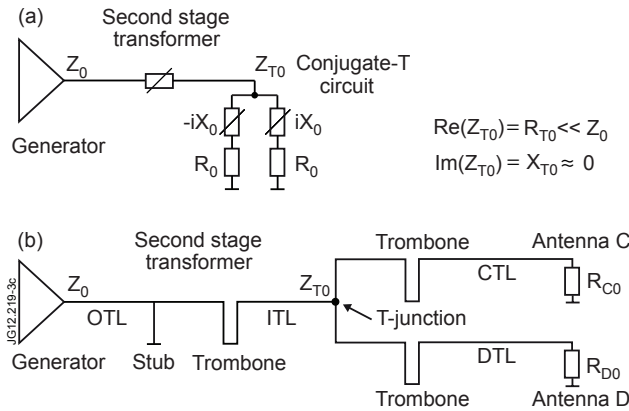 (a)
Second stage
transformer
Z0
ZT0
Conjugate-T
circuit
Generator
-iX0
iX0
R0
R0
Re(ZT0) = RT0 << Z0
Im(ZT0) = XT0 ≈ 0
(b)
Second stage
transformer
Trombone
Antenna C
Z0
ZT0
CTL
RC0
JG12.219-3c
OTL
ITL
T-junction
Generator
Stub
Trombone
DTL
RD0
Trombone
Antenna D